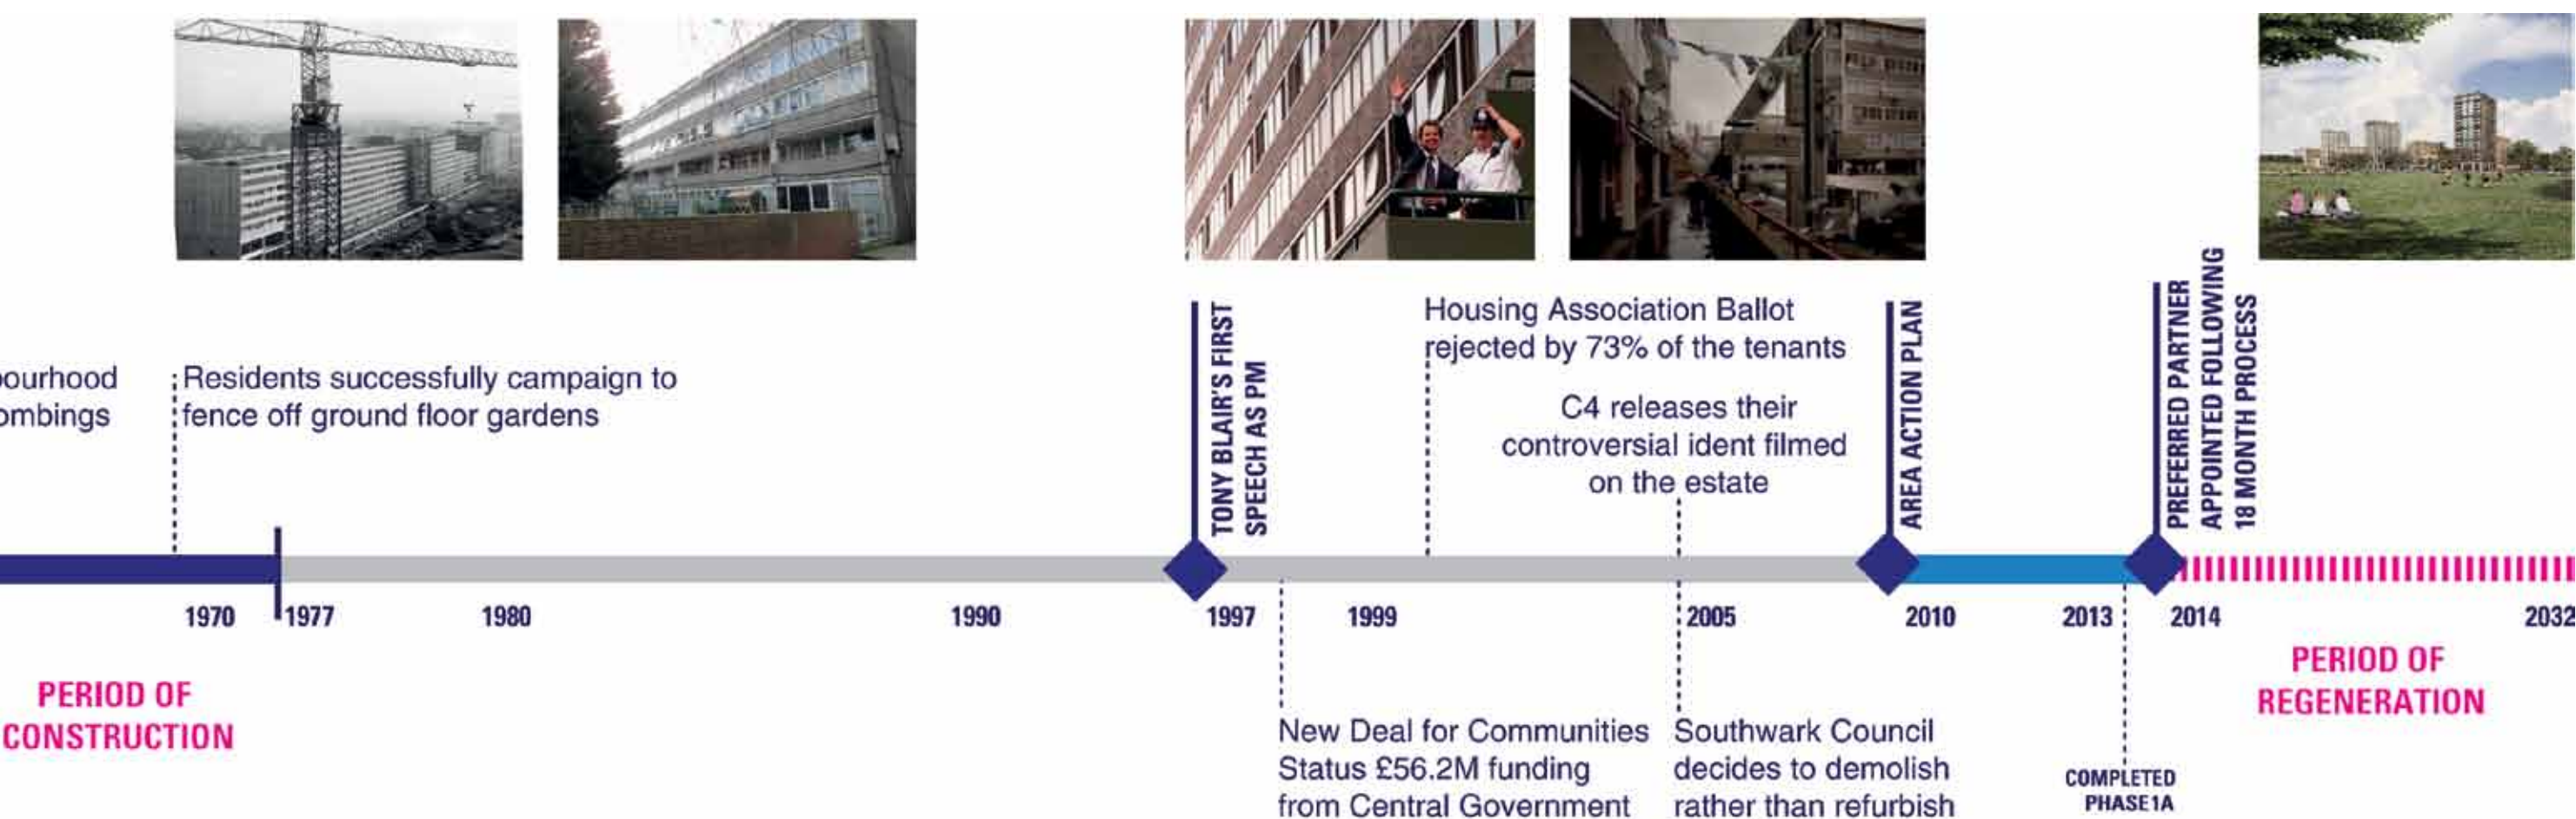 ourhood
ombings
Residents successfully campaign to
fence off ground floor gardens
TONY BLAIR'S FIRST
SPEECH AS PM
Housing Association Ballot
rejected by 73% of the tenants
C4 releases their
controversial ident filmed
on the estate
AREA ACTION PLAN
PREFERRED PARTNER
APPOINTED FOLLOWING
18 MONTH PROCESS
1970
1977
1980
1990
1997
1999
2005
2010
2013
2014
2032
PERIOD OF
CONSTRUCTION
New Deal for Communities
Status £56.2M funding
from Central Government
Southwark Council
decides to demolish
rather than refurbish
COMPLETED
PHASE1A
PERIOD OF
REGENERATION